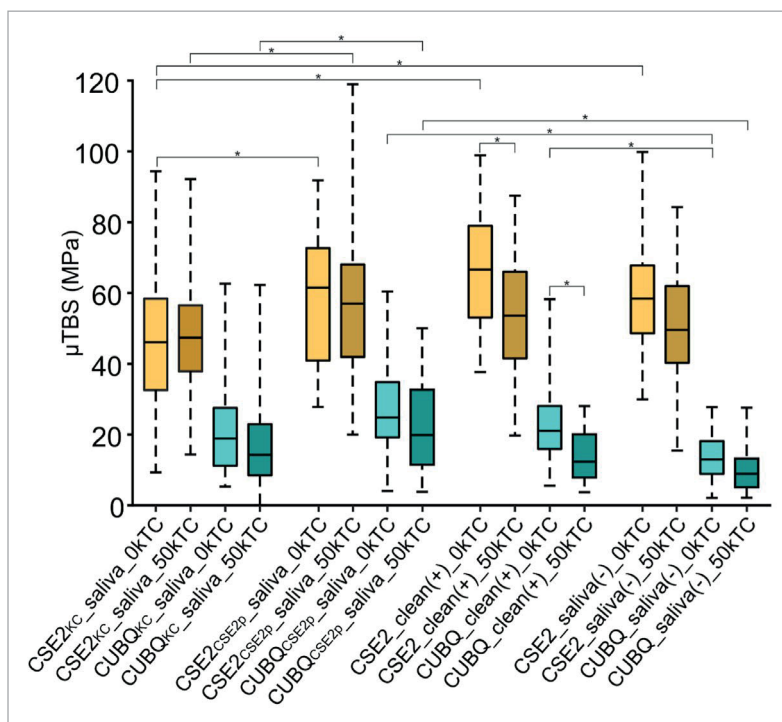 *
*
*
*
120
*
*
*
100
*
*
*
80
60
*
40
20
0
μTBS (MPa)
CSE2KC_saliva_0kTC
CSE2KC_saliva_50kTC
CUBQKC_saliva_0kTC
CUBQKC_saliva_50kTC
CSE2CSE2p_saliva_0kTC
CSE2CSE2p_saliva_50kTC
CUBQCSE2p_saliva_0kTC
CUBQCSE2p_saliva_50kTC
CSE2_clean(+)_0kTC
CSE2_clean(+)_50kTC
CUBQ_clean(+)_0kTC
CUBQ_clean(+)_50kTC
CSE2_saliva(-)_0kTC
CSE2_saliva(-)_50kTC
CUBQ_saliva(-)_0kTC
CUBQ_saliva(-)_50kTC